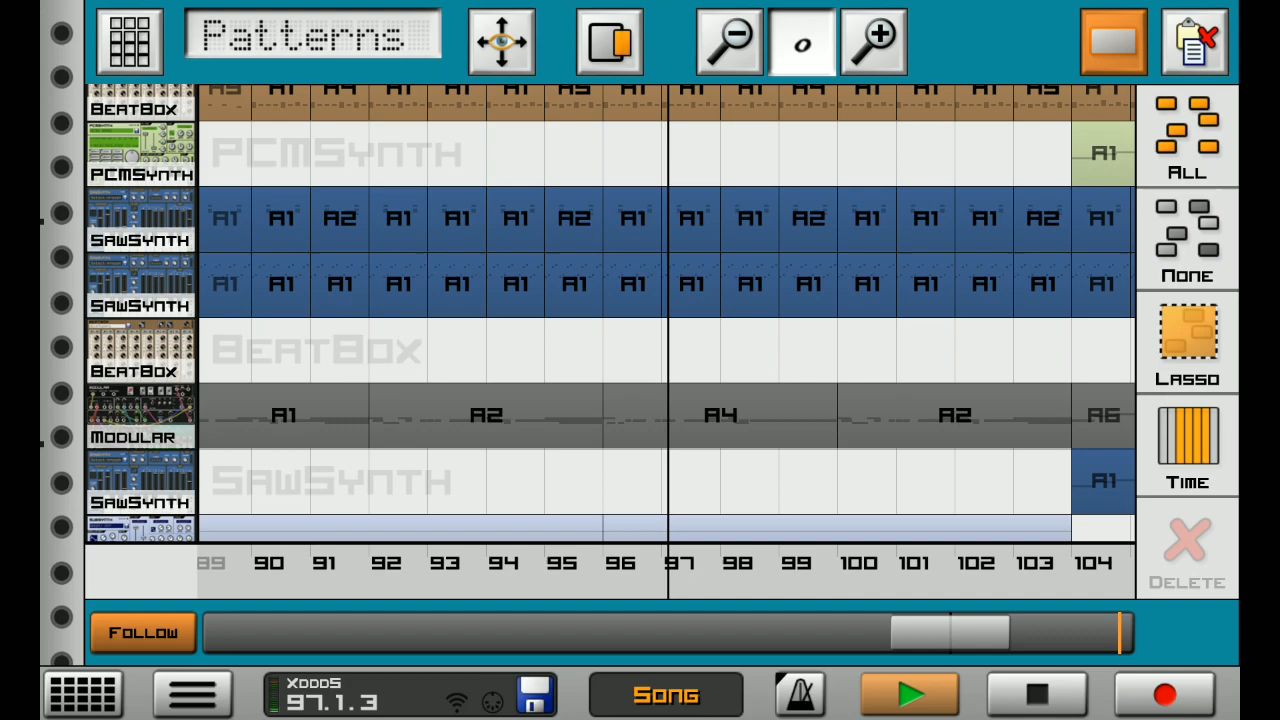 Patterns
o
BeatBox
A1 A4 A1 A1 A1 A1 A1 A1 A4 A1 A1
PCMSynth
PCMSynth
A1
All
SawSynth
A1 A1 A2 A1 A1 A1 A2 A1 A1 A1 A2 A1 A1 A1 A2 A1
None
SawSynth
A1 A1 A1 A1 A1 A1 A1 A1 A1 A1 A1 A1 A1 A1 A1 A1
BeatBox
BeatBox
Lasso
Modular
A1 A2 A4 A2 A6
SawSynth
SawSynth
A1
Time
Delete
89 90 91 92 93 94 95 96 97 98 99 100 101 102 103 104
Follow
XDDD5
97.1.3
Song